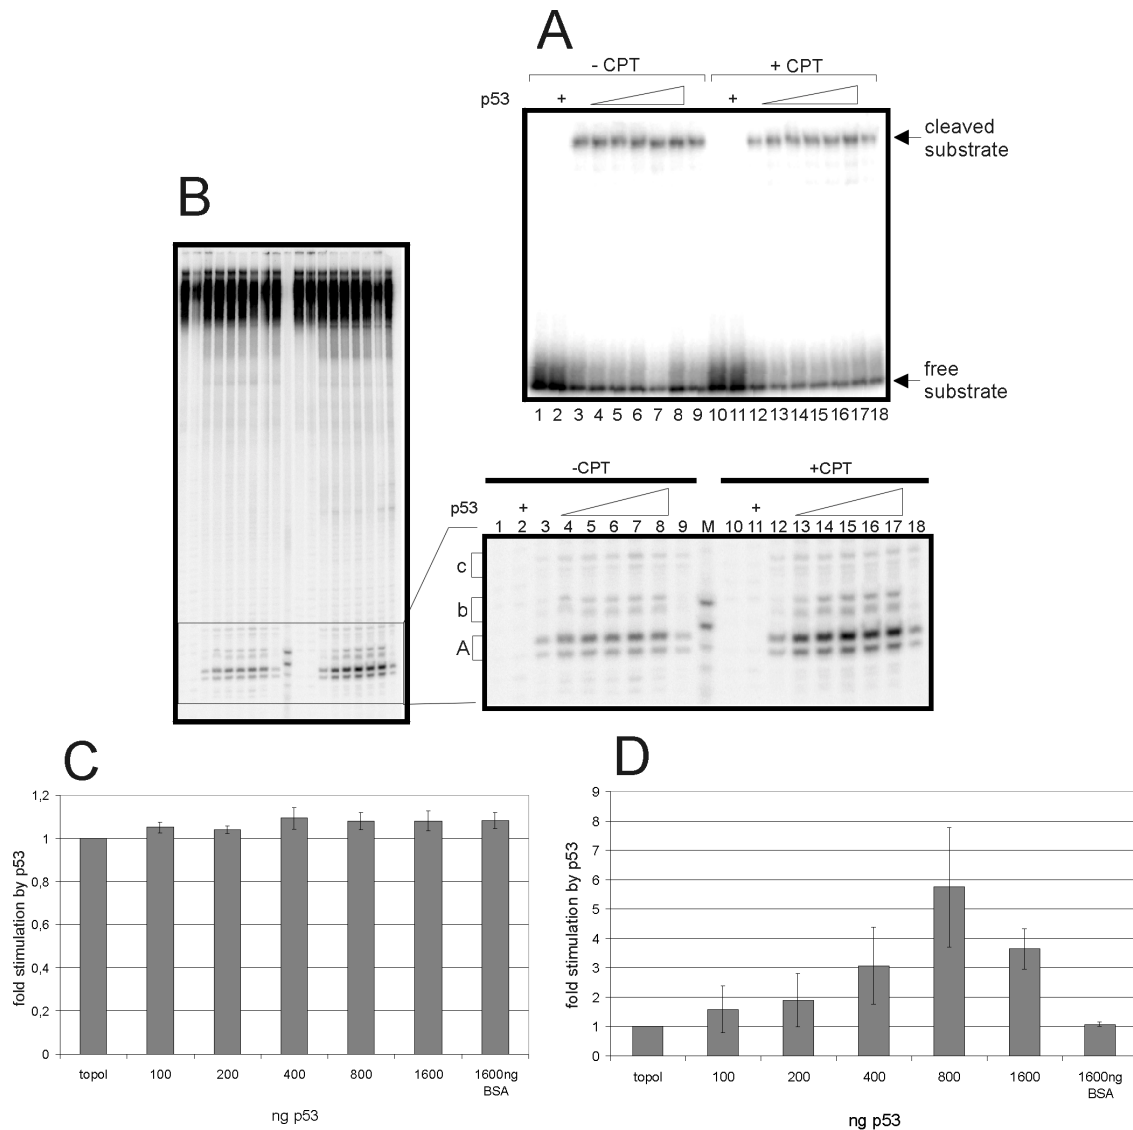 A
- CPT + CPT
p53 + +
cleaved
substrate
free
substrate
1 2 3 4 5 6 7 8 9 10 11 12 13 14 15 16 17 18
B
-CPT +CPT
p53 + +
1 2 3 4 5 6 7 8 9 M 10 11 12 13 14 15 16 17 18
c
b
A
C
fold stimulation by p53
1,2
1
0,8
0,6
0,4
0,2
0
topoI 100 200 400 800 1600 1600ng
BSA
ng p53
D
fold stimulation by p53
9
8
7
6
5
4
3
2
1
0
topoI 100 200 400 800 1600 1600ng
BSA
ng p53